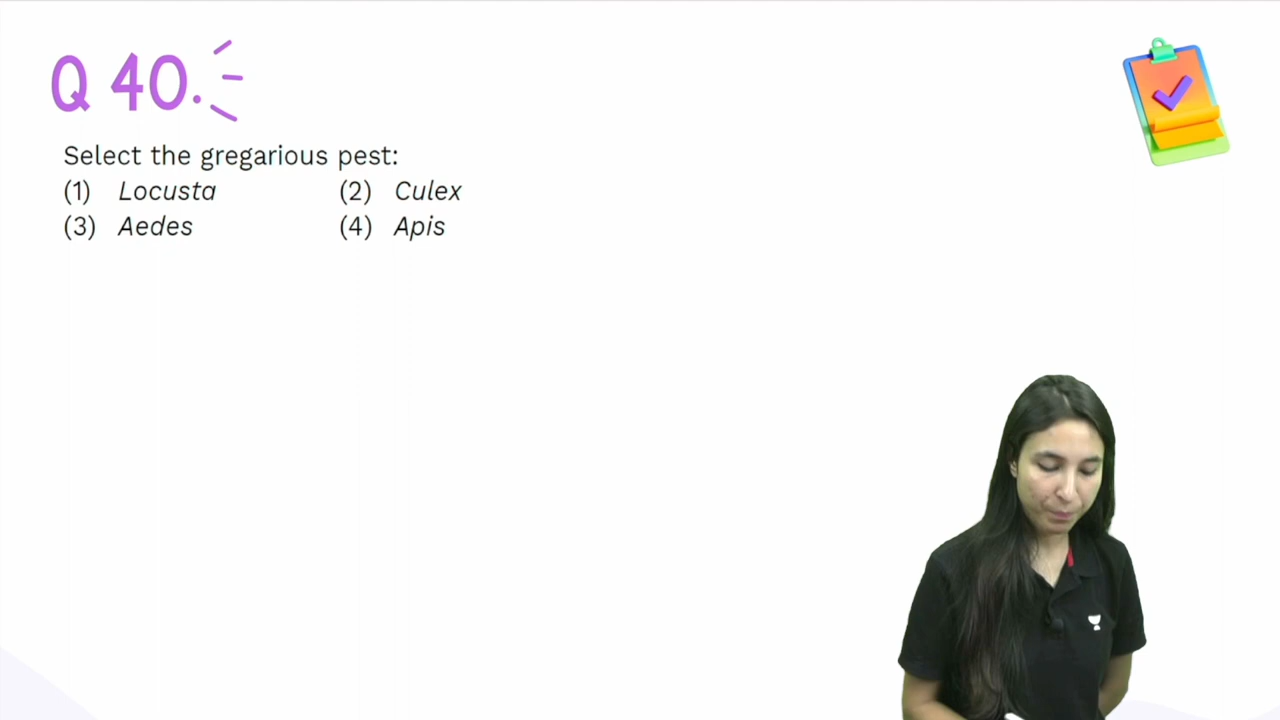 Q 40.
Select the gregarious pest:
(1) Locusta (2) Culex
(3) Aedes (4) Apis